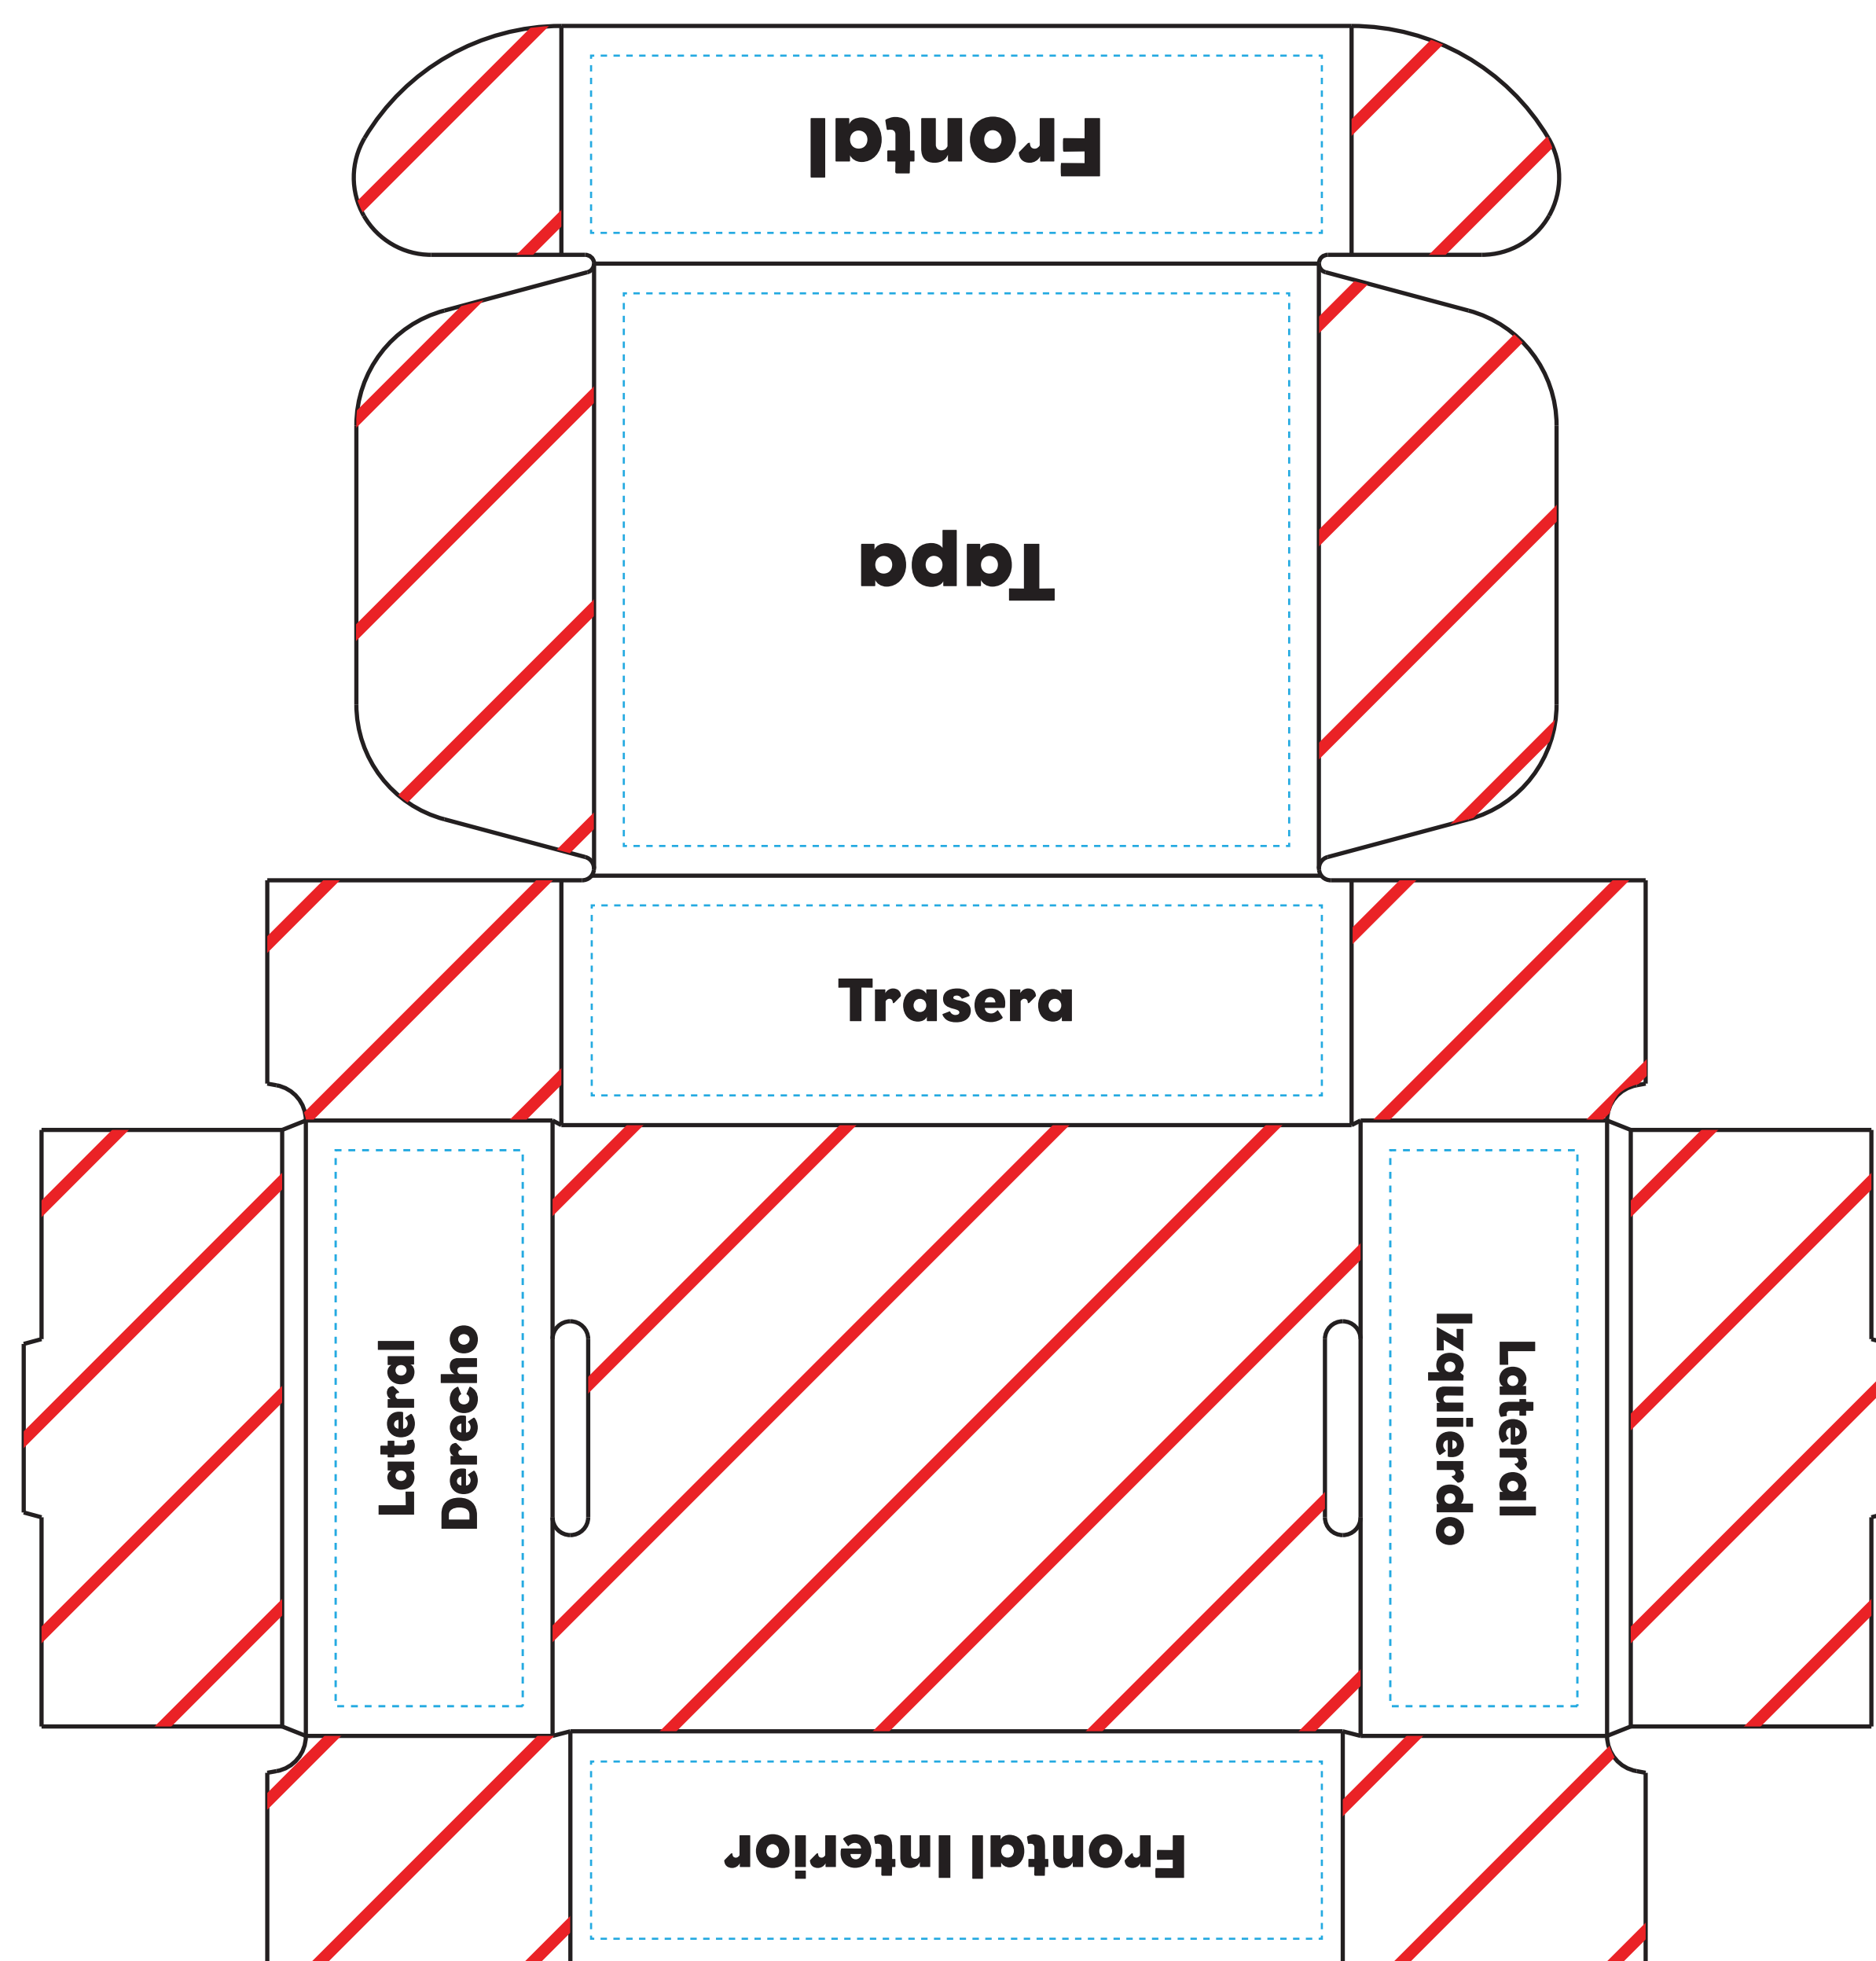 Frontal
Tapa
Trasera
Lateral
Derecho
Lateral
Izquierdo
Frontal Interior